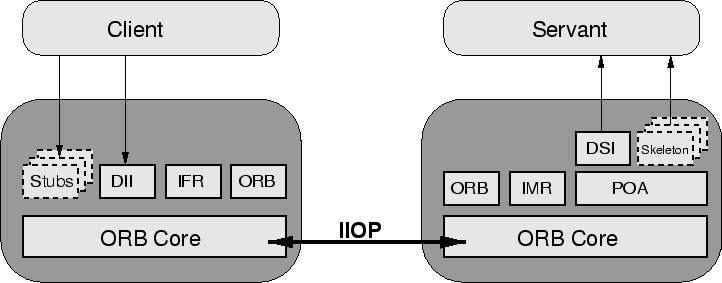 Client
Servant
Stubs
DII
IFR
ORB
ORB Core
IIOP
DSI
Skeleton
ORB
IMR
POA
ORB Core